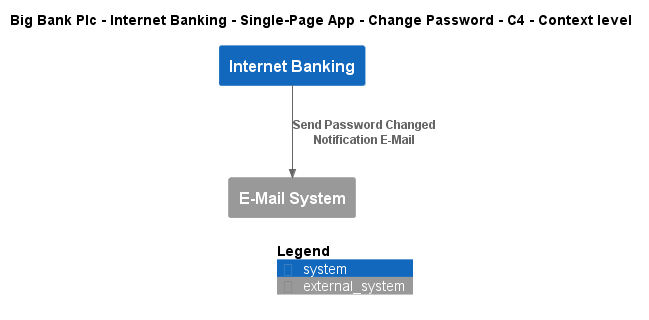 Big Bank Plc - Internet Banking - Single-Page App - Change Password - C4 - Context level
Internet Banking
Send Password Changed
Notification E-Mail
E-Mail System
Legend
system
external_system